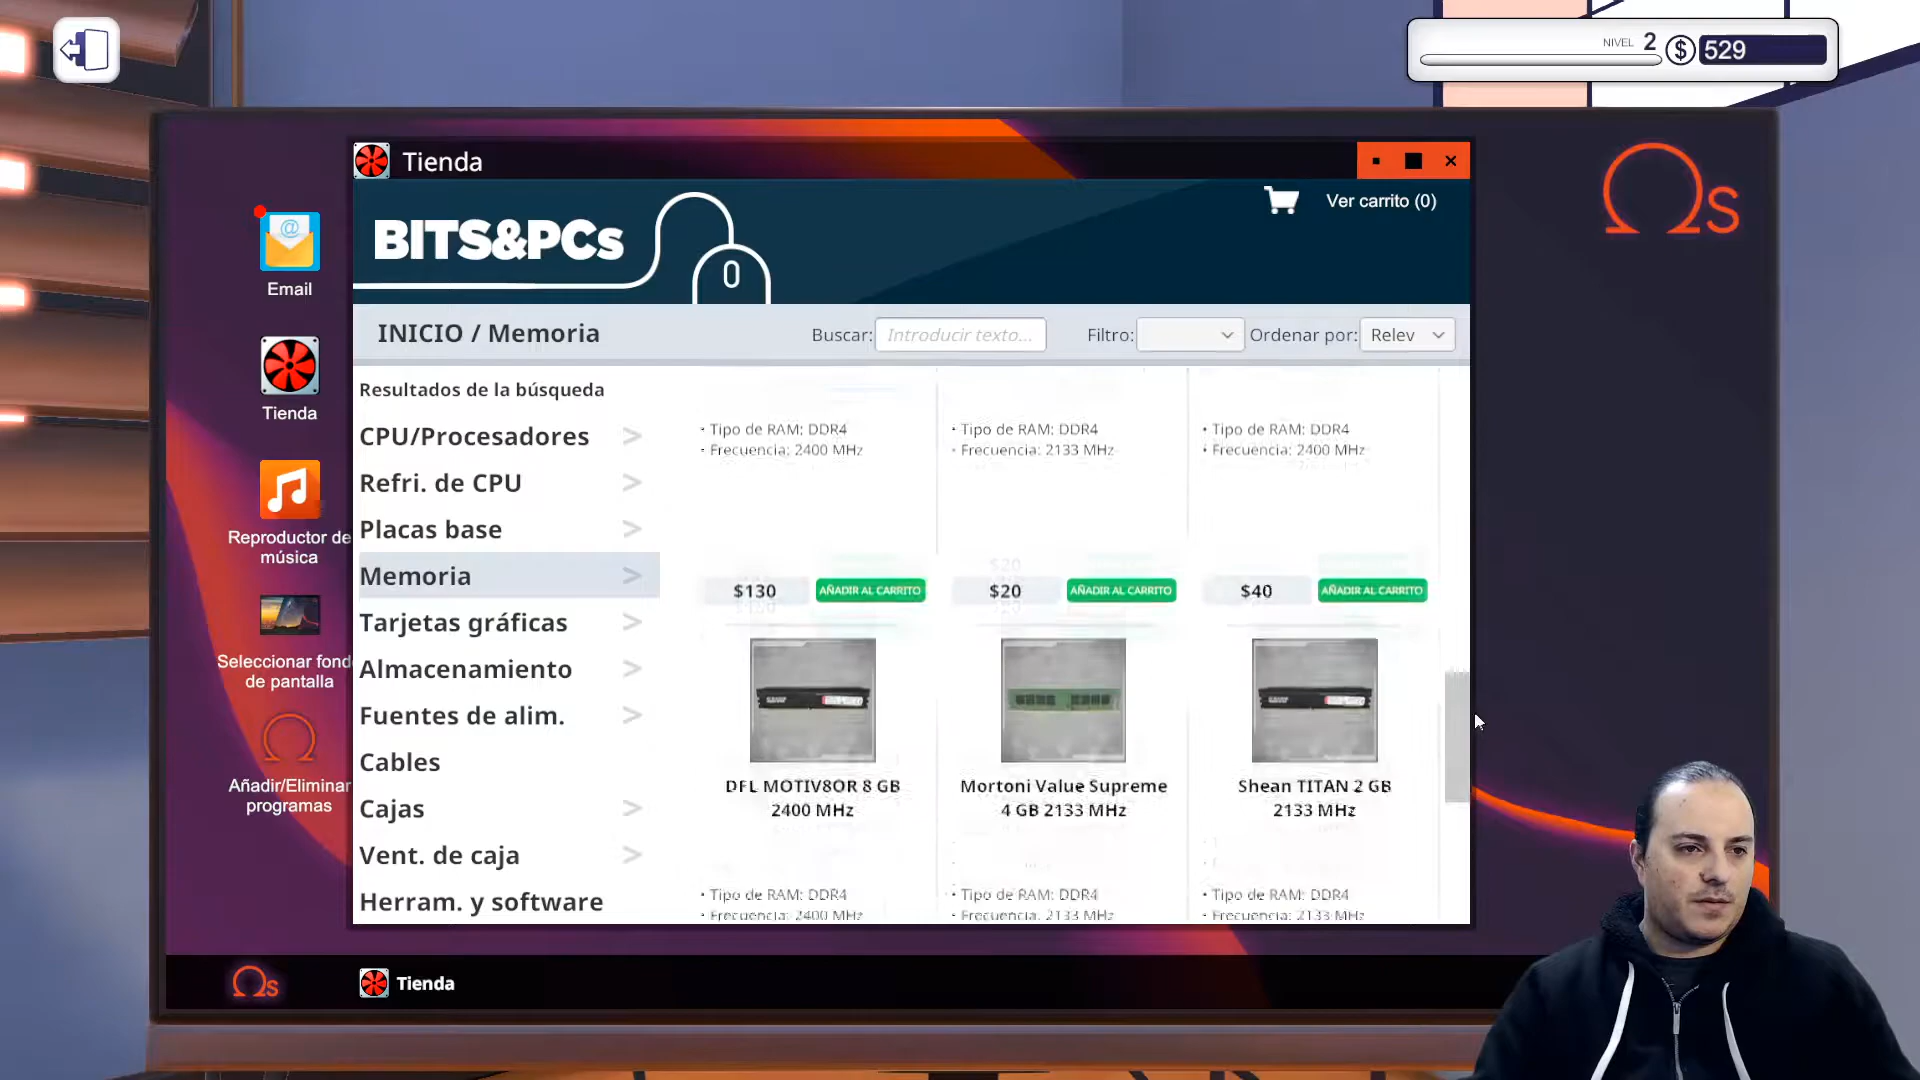 NIVEL 2 $ 529
Tienda
Ver carrito (0)
BITS&PCs
INICIO / Memoria
Buscar: Introducir texto...
Filtro:
Ordenar por: Relev
Email
Tienda
Reproductor de
música
Seleccionar fond
de pantalla
Añadir/Eliminar
programas
Resultados de la búsqueda
CPU/Procesadores >
Refri. de CPU >
Placas base >
Memoria >
Tarjetas gráficas >
Almacenamiento >
Fuentes de alim. >
Cables
Cajas >
Vent. de caja >
Herram. y software
• Tipo de RAM: DDR4
• Frecuencia: 2400 MHz
$130 AÑADIR AL CARRITO
• Tipo de RAM: DDR4
• Frecuencia: 2133 MHz
$20 AÑADIR AL CARRITO
• Tipo de RAM: DDR4
• Frecuencia: 2400 MHz
$40 AÑADIR AL CARRITO
DFL MOTIV8OR 8 GB
2400 MHz
• Tipo de RAM: DDR4
• Frecuencia: 2400 MHz
Mortoni Value Supreme
4 GB 2133 MHz
• Tipo de RAM: DDR4
• Frecuencia: 2133 MHz
Shean TITAN 2 GB
2133 MHz
• Tipo de RAM: DDR4
• Frecuencia: 2133 MHz
Ωs
Ωs
Tienda